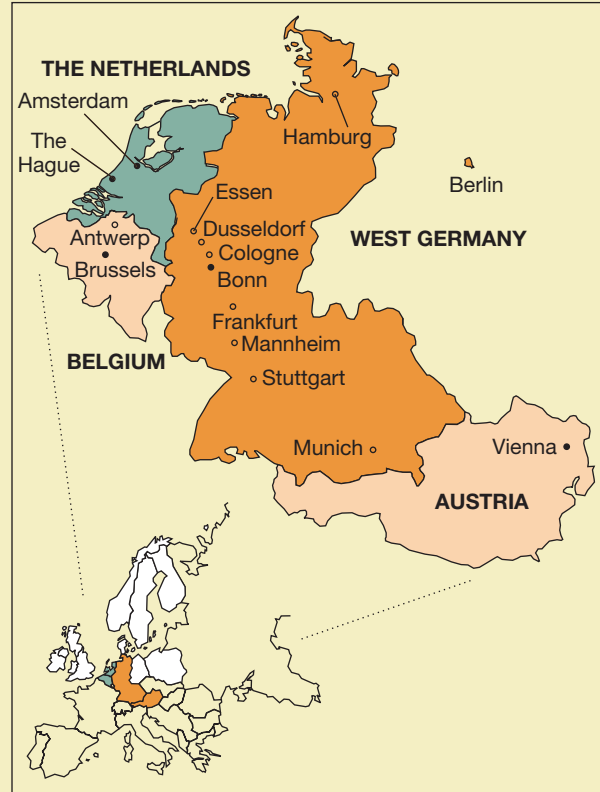 THE NETHERLANDS
Amsterdam
The
Hague
Hamburg
Berlin
Essen
Antwerp
Dusseldorf
WEST GERMANY
Cologne
Brussels
Bonn
Frankfurt
BELGIUM
Mannheim
Stuttgart
Munich
Vienna
AUSTRIA